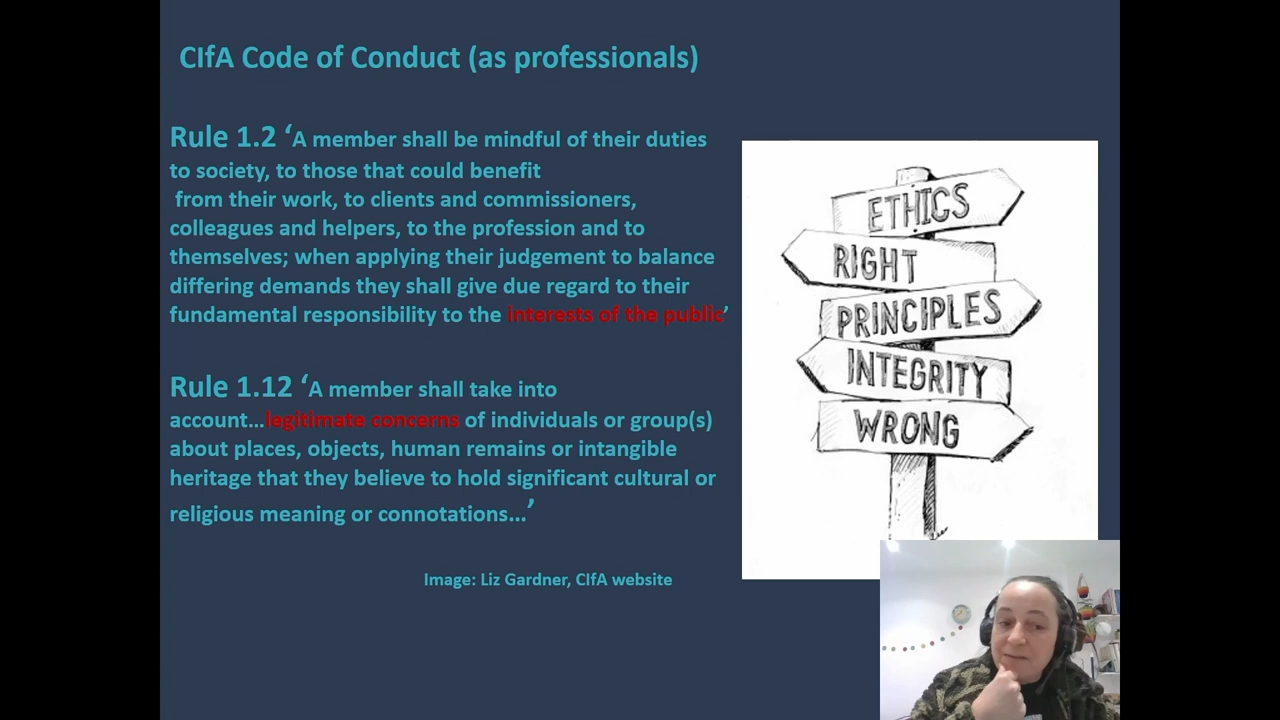 CIfA Code of Conduct (as professionals)
Rule 1.2 ‘A member shall be mindful of their duties
to society, to those that could benefit
from their work, to clients and commissioners,
colleagues and helpers, to the profession and to
themselves; when applying their judgement to balance
differing demands they shall give due regard to their
fundamental responsibility to the interests of the public’
Rule 1.12 ‘A member shall take into
account…legitimate concerns of individuals or group(s)
about places, objects, human remains or intangible
heritage that they believe to hold significant cultural or
religious meaning or connotations…’
Image: Liz Gardner, CIfA website
ETHICS
RIGHT
PRINCIPLES
INTEGRITY
WRONG